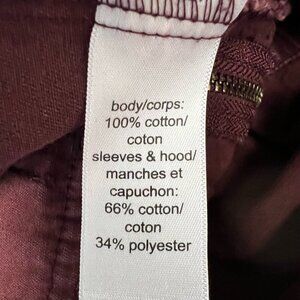 body/corps:
100% cotton/
coton
sleeves & hood/
manches et
capuchon:
66% cotton/
coton
34% polyester